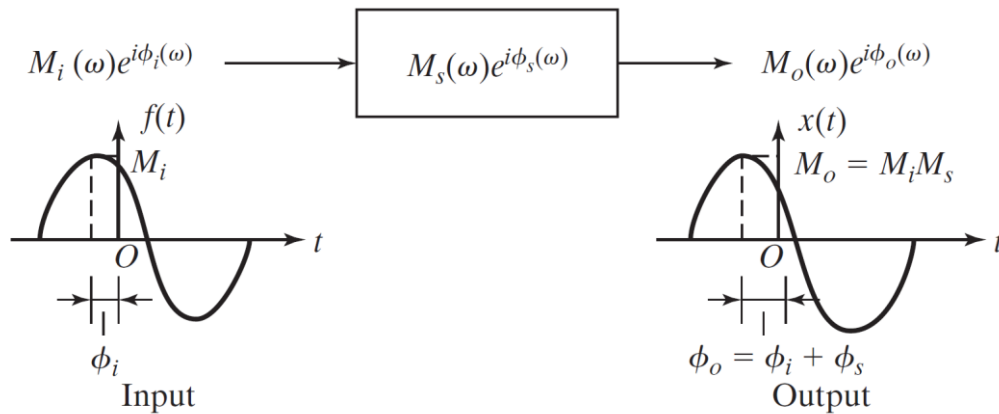 M_i (ω)e^{iϕ_i(ω)}
M_s(ω)e^{iϕ_s(ω)}
M_o(ω)e^{iϕ_o(ω)}
f(t)
M_i
O
t
ϕ_i
Input
x(t)
M_o = M_iM_s
O
t
ϕ_o = ϕ_i + ϕ_s
Output